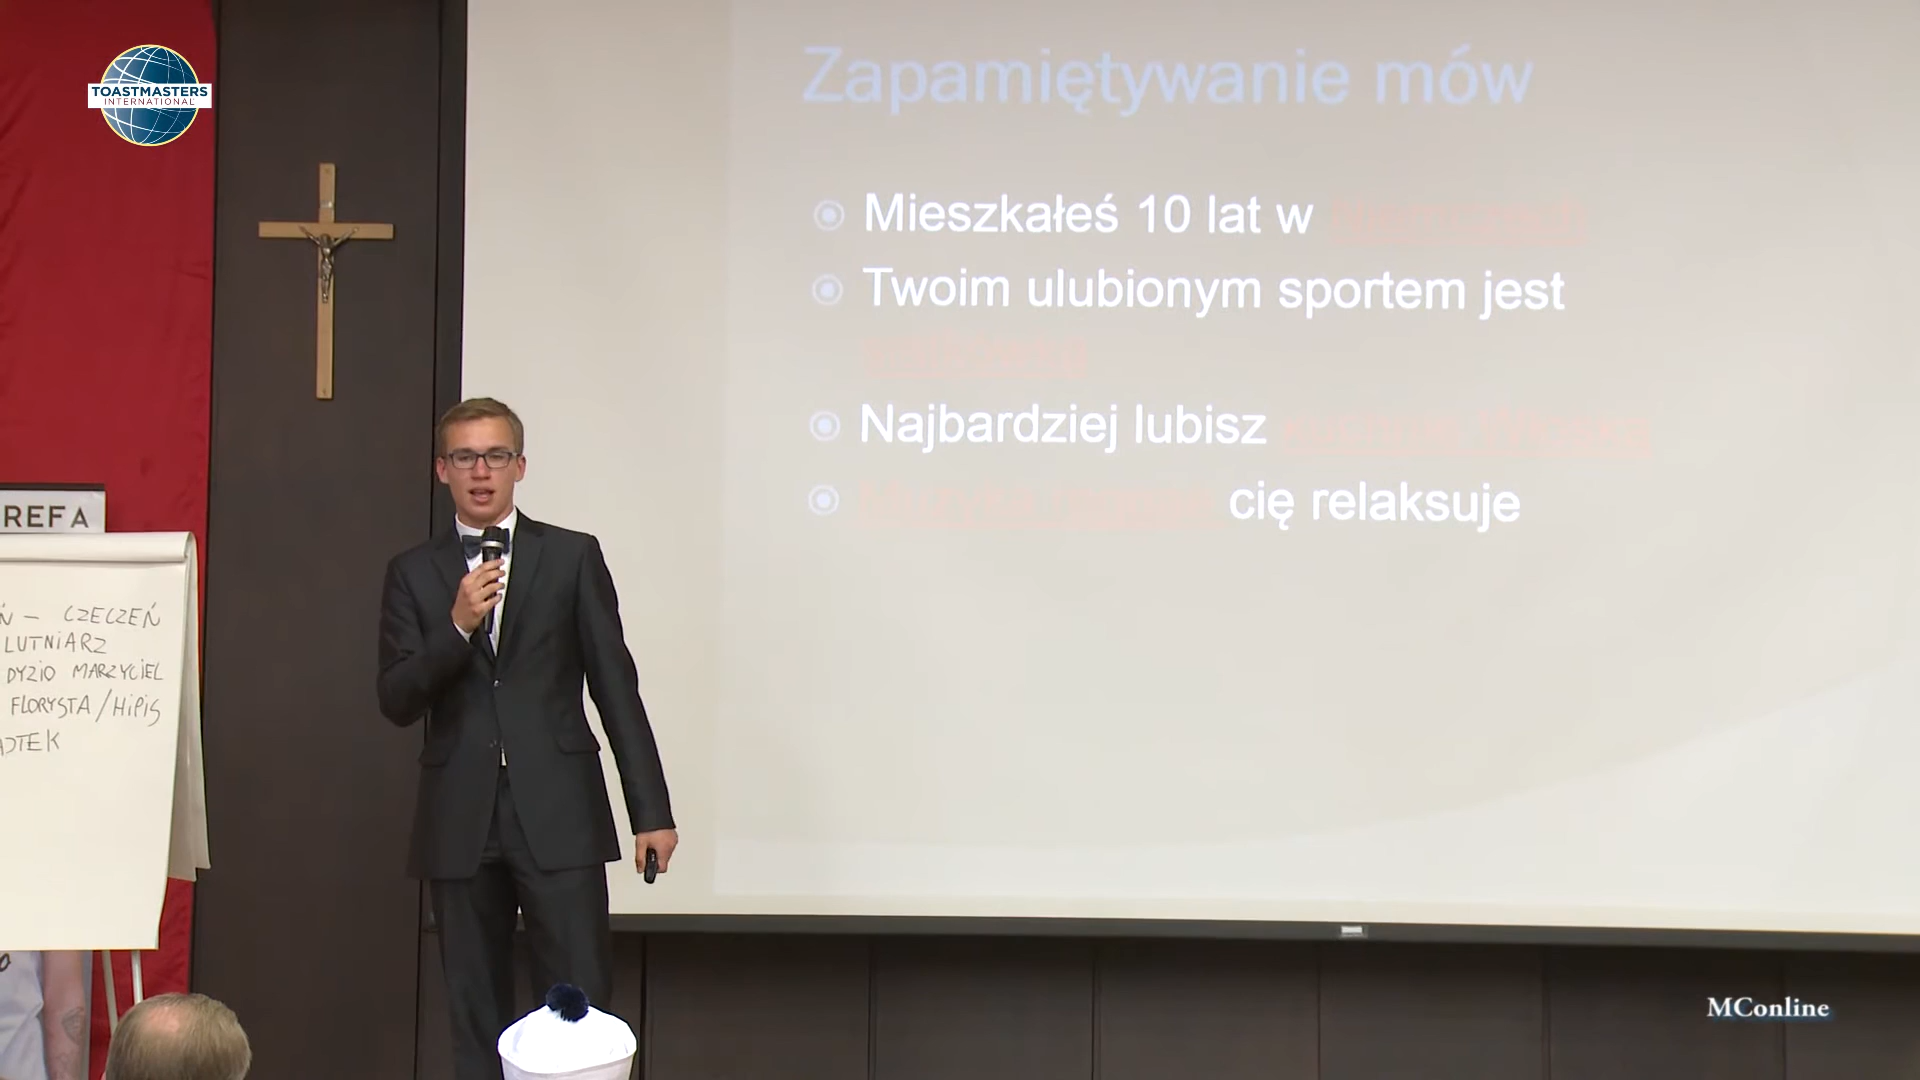 TOASTMASTERS
INTERNATIONAL
Zapamiętywanie mów
Mieszkałeś 10 lat w
Twoim ulubionym sportem jest
Najbardziej lubisz
cię relaksuje
REFA
– CZECZEŃ
LUTNIARZ
DYZIO MARZYCIEL
FLORYSTA/HiPiS
MConline